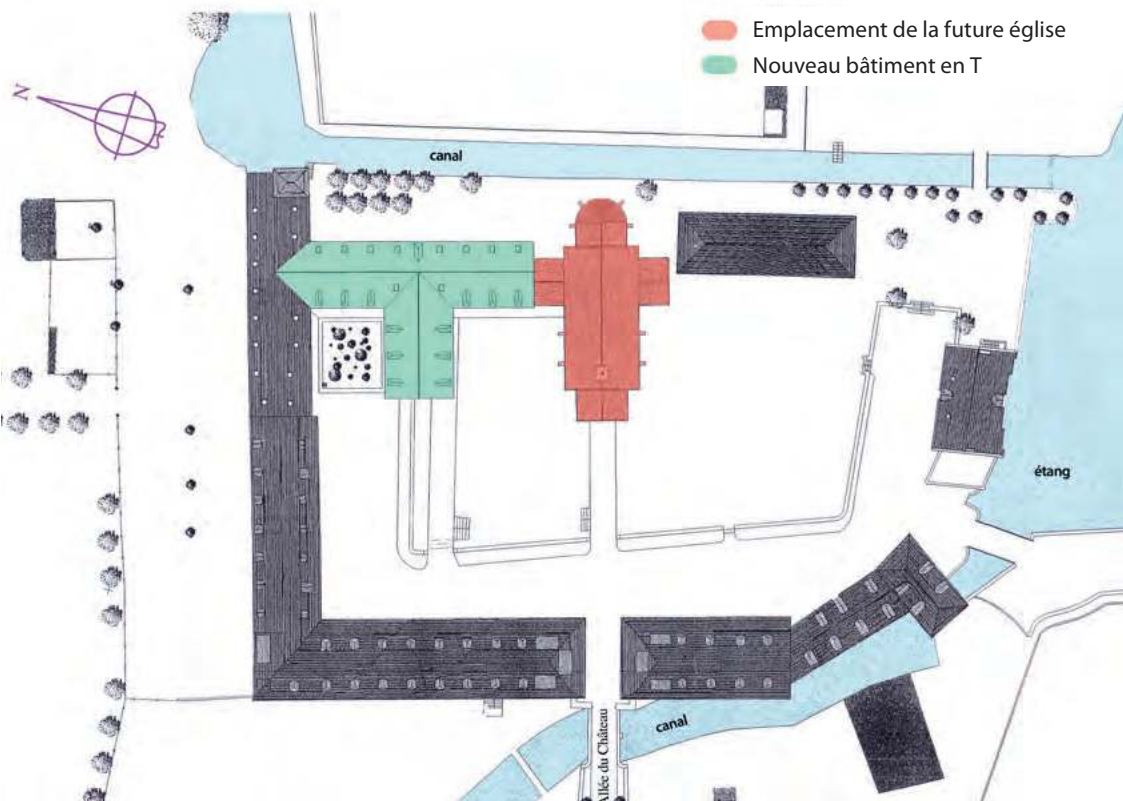 Emplacement de la future église
Nouveau bâtiment en T
N
canal
étang
canal
Allée du Château